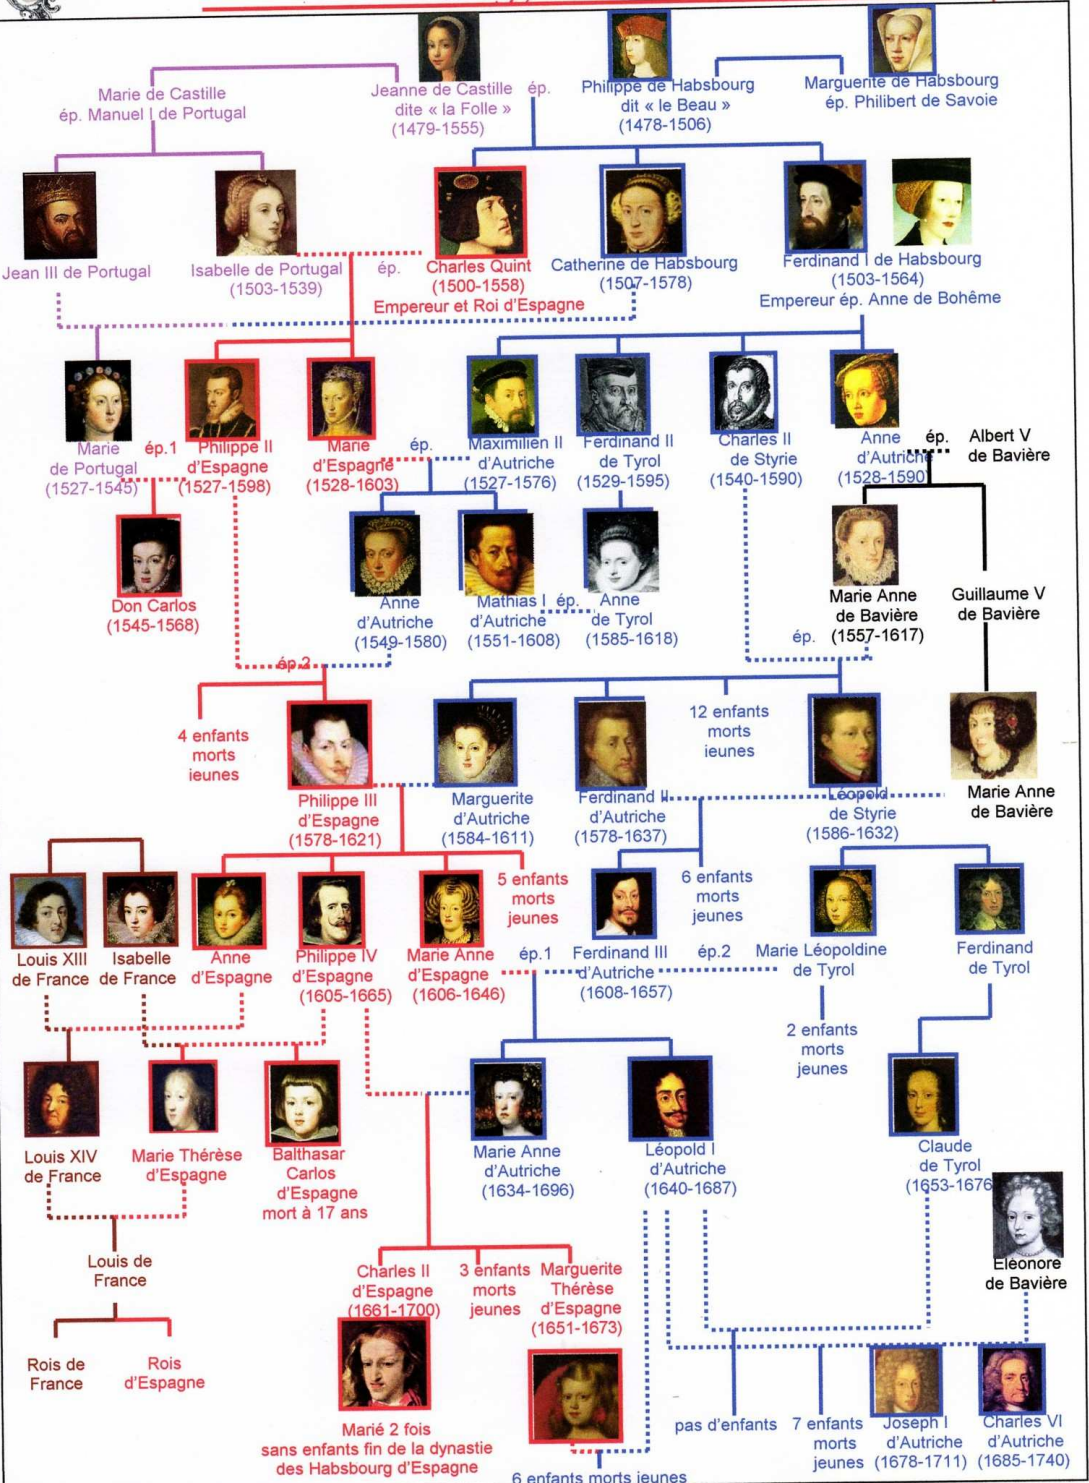 Marie de Castille
ép. Manuel I de Portugal
Jeanne de Castille
dite « la Folle »
(1479-1555)
ép.
Philippe de Habsbourg
dit « le Beau »
(1478-1506)
Marguerite de Habsbourg
ép. Philibert de Savoie
Jean III de Portugal
Isabelle de Portugal
(1503-1539)
ép.
Charles Quint
(1500-1558)
Empereur et Roi d'Espagne
Catherine de Habsbourg
(1507-1578)
Ferdinand I de Habsbourg
(1503-1564)
Empereur ép. Anne de Bohême
Marie
de Portugal
(1527-1545)
ép.1
Philippe II
d'Espagne
(1527-1598)
Marie
d'Espagne
(1528-1603)
ép.
Maximilien II
d'Autriche
(1527-1576)
Ferdinand II
de Tyrol
(1529-1595)
Charles II
de Styrie
(1540-1590)
Anne
d'Autriche
(1528-1590)
ép.
Albert V
de Bavière
Don Carlos
(1545-1568)
Anne
d'Autriche
(1549-1580)
Mathias I
d'Autriche
(1551-1608)
ép.
Anne
de Tyrol
(1585-1618)
Marie Anne
de Bavière
(1557-1617)
Guillaume V
de Bavière
ép.
ép.2
4 enfants
morts
ieunes
Philippe III
d'Espagne
(1578-1621)
Marguerite
d'Autriche
(1584-1611)
Ferdinand II
d'Autriche
(1578-1637)
12 enfants
morts
ieunes
Léopold
de Styrie
(1586-1632)
Marie Anne
de Bavière
Louis XIII
de France
Isabelle
de France
Anne
d'Espagne
Philippe IV
d'Espagne
(1605-1665)
Marie Anne
d'Espagne
(1606-1646)
5 enfants
morts
jeunes
ép.1
Ferdinand III
d'Autriche
(1608-1657)
6 enfants
morts
jeunes
ép.2
Marie Léopoldine
de Tyrol
Ferdinand
de Tyrol
2 enfants
morts
jeunes
Louis XIV
de France
Marie Thérèse
d'Espagne
Balthasar
Carlos
d'Espagne
mort à 17 ans
Marie Anne
d'Autriche
(1634-1696)
Léopold I
d'Autriche
(1640-1687)
Claude
de Tyrol
(1653-1676
Eléonore
de Bavière
Louis de
France
Charles II
d'Espagne
(1661-1700)
3 enfants
morts
jeunes
Marguerite
Thérèse
d'Espagne
(1651-1673)
Rois de
France
Rois
d'Espagne
Marié 2 fois
sans enfants fin de la dynastie
des Habsbourg d'Espagne
6 enfants morts jeunes
pas d'enfants
7 enfants
morts
jeunes
Joseph I
d'Autriche
(1678-1711)
Charles VI
d'Autriche
(1685-1740)